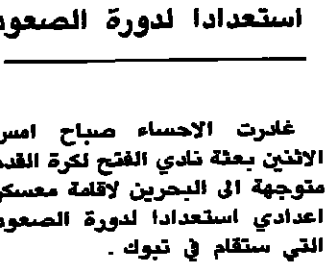 استعدادا لدورة الصعود
غادرت الاحساء صباح امس
الاثنين بعثة نادي الفتح لكرة القدم
متوجهة الى البحرين لاقامة معسكر
اعدادي استعدادا لدورة الصعود
التي ستقام في تبوك .